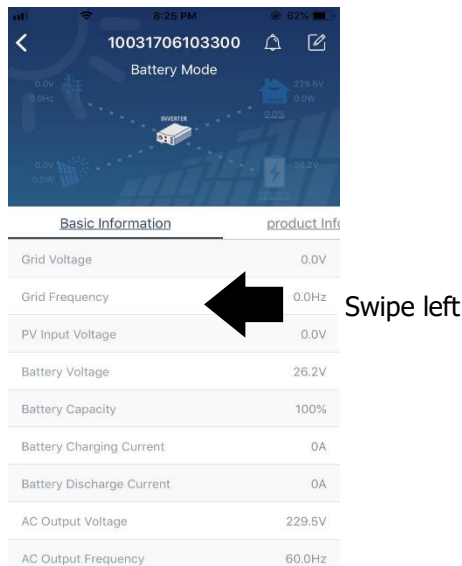 8:25 PM
62%
10031706103300
Battery Mode
0.0V
0.0Hz
229.5V
0.0W
0.0%
INVERTER
0.0V
0.0W
26.2V
100.0%
Basic Information
product Info
Grid Voltage 0.0V
Grid Frequency 0.0Hz
Swipe left
PV Input Voltage 0.0V
Battery Voltage 26.2V
Battery Capacity 100%
Battery Charging Current 0A
Battery Discharge Current 0A
AC Output Voltage 229.5V
AC Output Frequency 60.0Hz